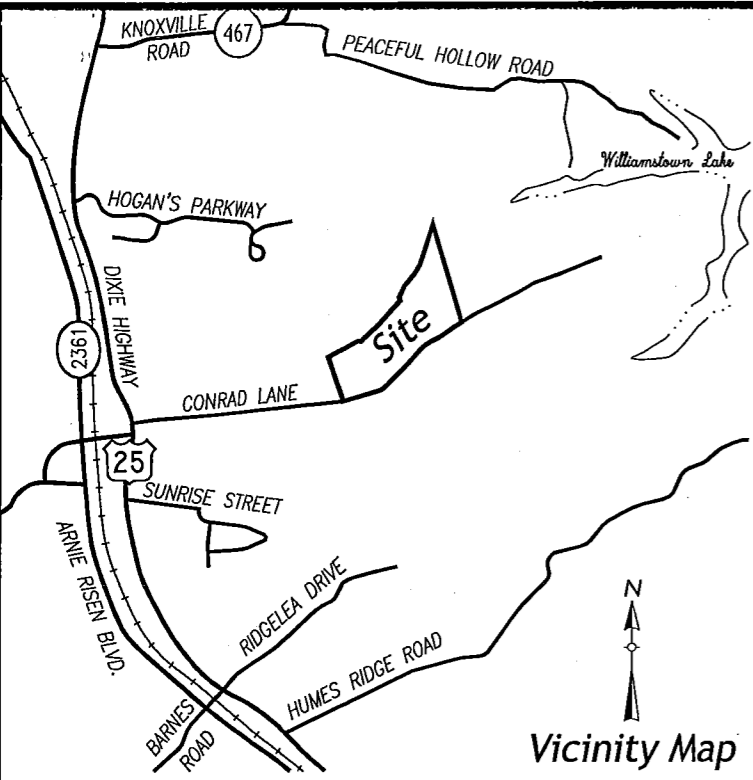 KNOXVILLE
ROAD
467
PEACEFUL HOLLOW ROAD
Williamstown Lake
HOGAN'S PARKWAY
DIXIE HIGHWAY
2361
Site
CONRAD LANE
25
SUNRISE STREET
ARNIE RISEN BLVD.
RIDGELEA DRIVE
N
HUMES RIDGE ROAD
BARNES
ROAD
Vicinity Map